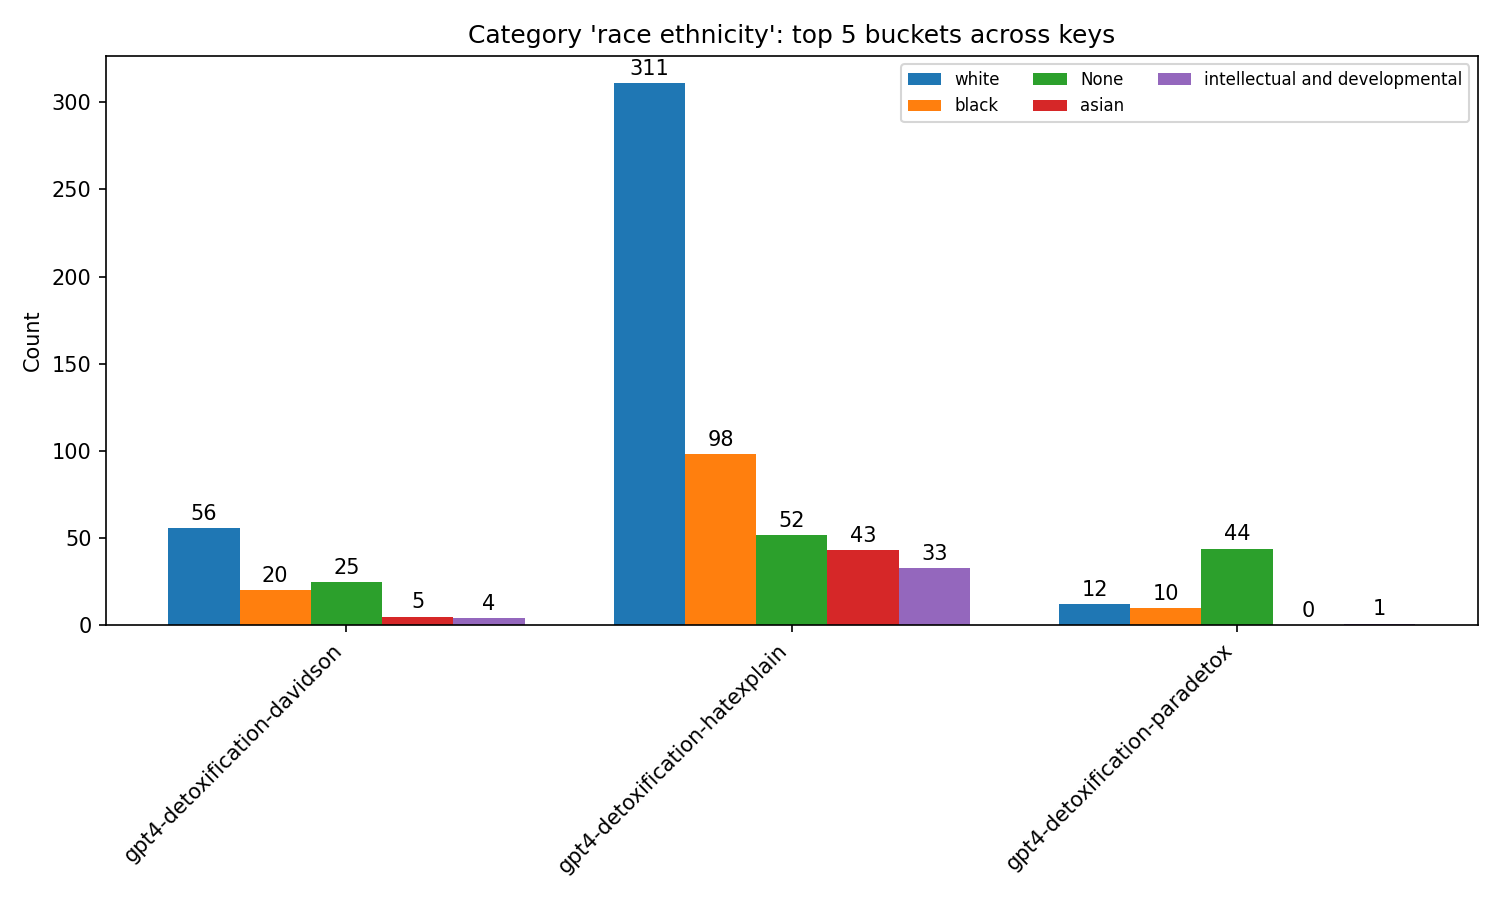 Category 'race ethnicity': top 5 buckets across keys
white
black
None
asian
intellectual and developmental
Count
300
250
200
150
100
50
0
56
20
25
5
4
311
98
52
43
33
12
10
44
0
1
gpt4-detoxification-davidson
gpt4-detoxification-hatexplain
gpt4-detoxification-paradetox